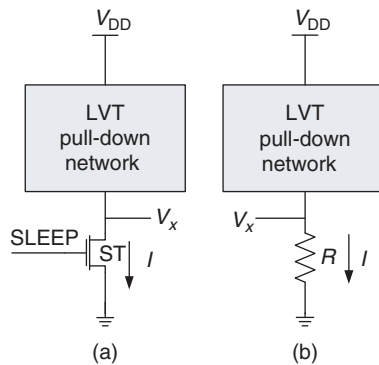 V_DD
LVT
pull-down
network
V_x
SLEEP
ST
I
(a)
V_DD
LVT
pull-down
network
V_x
R
I
(b)